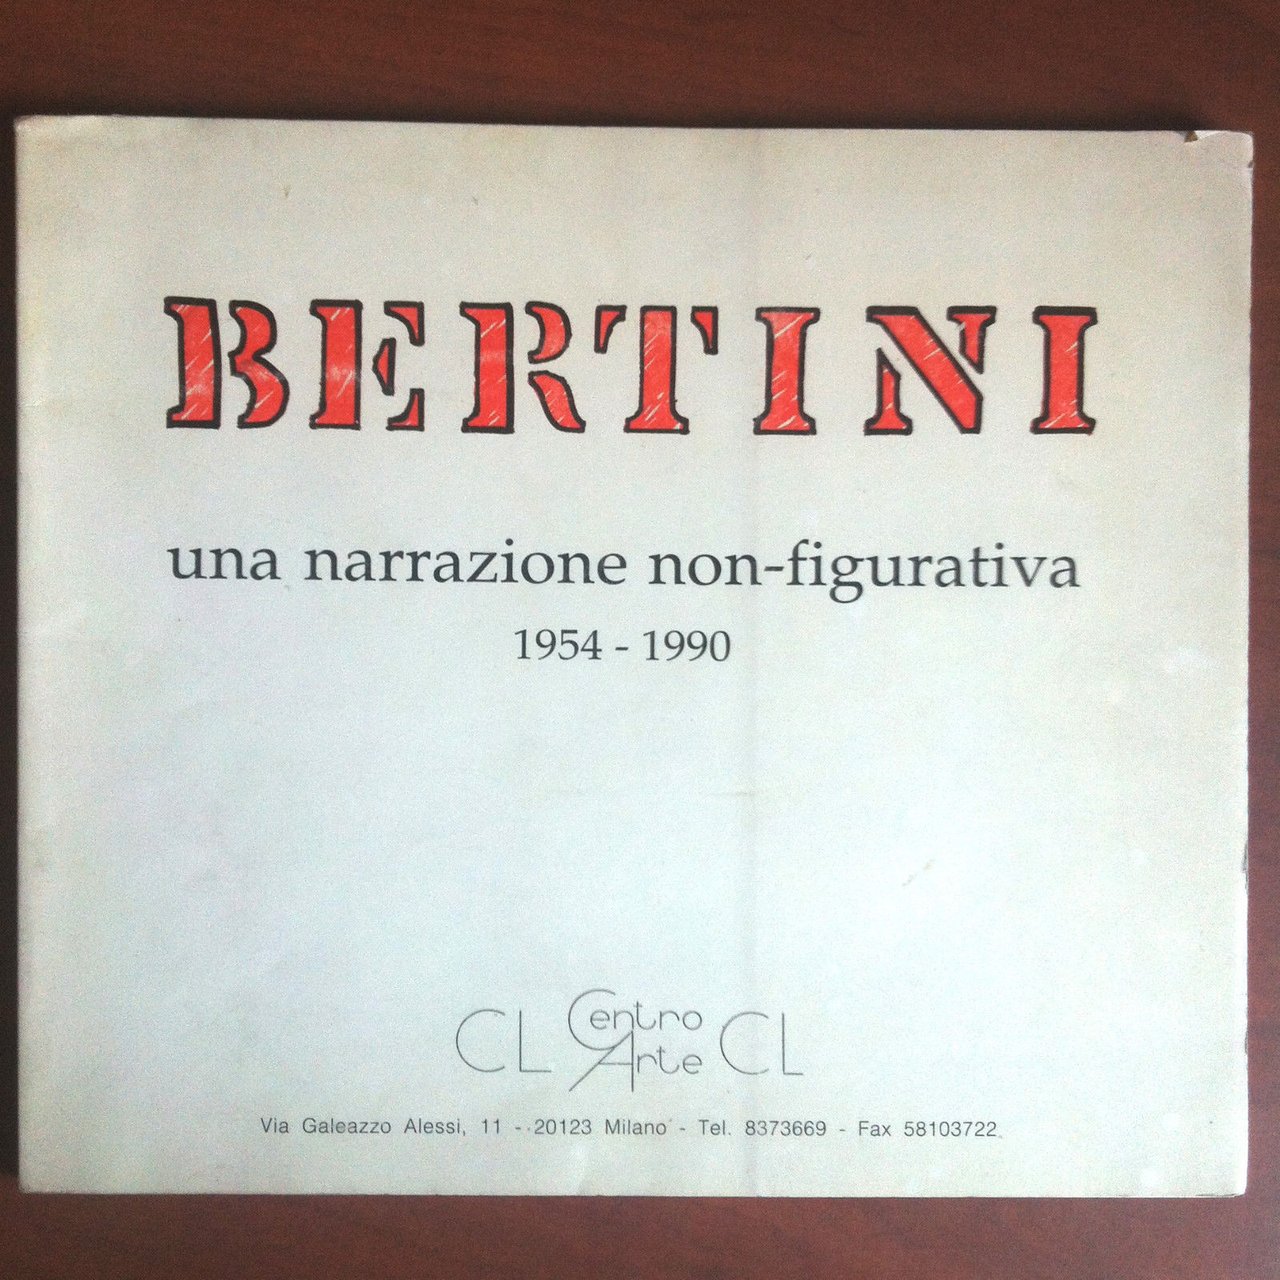 BERTINI
una narrazione non-figurativa
1954 - 1990
CL Centro Arte CL
Via Galeazzo Alessi, 11 - 20123 Milano - Tel. 8373669 - Fax 58103722